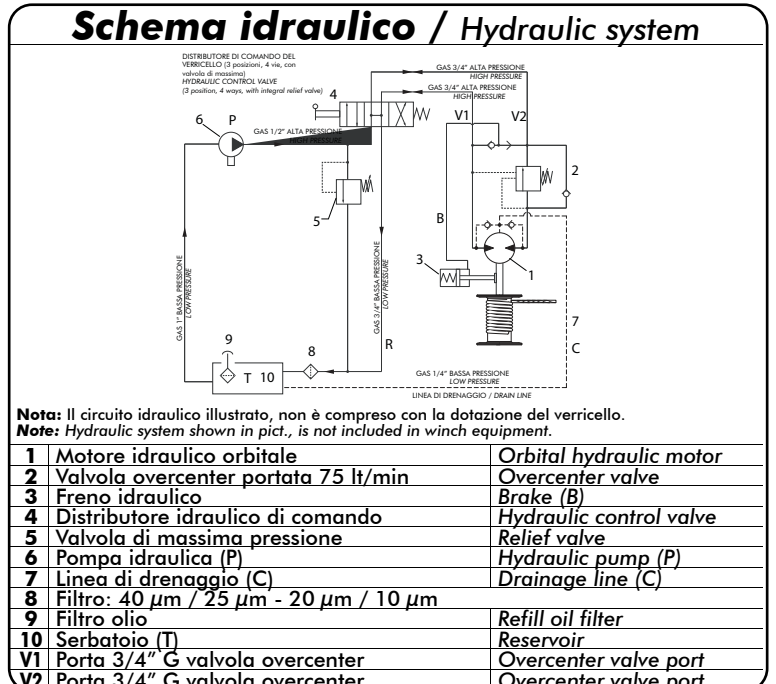 Schema idraulico / Hydraulic system
DISTRIBUTORE DI COMANDO DEL
VERRICELLO (3 posizioni, 4 vie, con
valvola di massima)
HYDRAULIC CONTROL VALVE
(3 position, 4 ways, with integral relief valve)
GAS 3/4" ALTA PRESSIONE
HIGH PRESSURE
GAS 3/4" ALTA PRESSIONE
HIGH PRESSURE
4
V1
V2
6
P
GAS 1/2" ALTA PRESSIONE
HIGH PRESSURE
2
5
B
3
1
GAS 1" BASSA PRESSIONE
LOW PRESSURE
GAS 3/4" BASSA PRESSIONE
LOW PRESSURE
7
9
8
R
C
T 10
GAS 1/4" BASSA PRESSIONE
LOW PRESSURE
LINEA DI DRENAGGIO / DRAIN LINE
Nota: Il circuito idraulico illustrato, non è compreso con la dotazione del verricello.
Note: Hydraulic system shown in pict., is not included in winch equipment.
1 Motore idraulico orbitale Orbital hydraulic motor
2 Valvola overcenter portata 75 lt/min Overcenter valve
3 Freno idraulico Brake (B)
4 Distributore idraulico di comando Hydraulic control valve
5 Valvola di massima pressione Relief valve
6 Pompa idraulica (P) Hydraulic pump (P)
7 Linea di drenaggio (C) Drainage line (C)
8 Filtro: 40 µm / 25 µm - 20 µm / 10 µm
9 Filtro olio Refill oil filter
10 Serbatoio (T) Reservoir
V1 Porta 3/4" G valvola overcenter Overcenter valve port
V2 Porta 3/4" G valvola overcenter Overcenter valve port